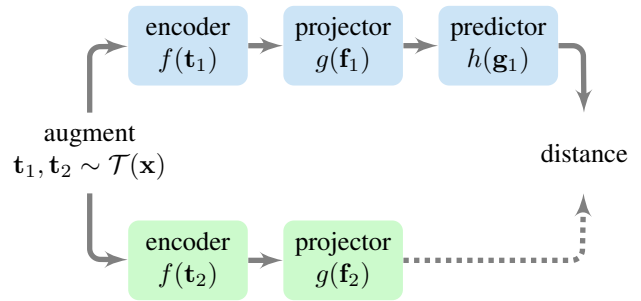 encoder
f(t₁)
projector
g(f₁)
predictor
h(g₁)
augment
t₁, t₂ ∼ 𝒯(x)
distance
encoder
f(t₂)
projector
g(f₂)